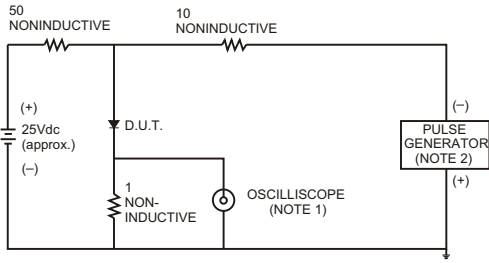 50
NONINDUCTIVE
10
NONINDUCTIVE
(+)
25Vdc
(approx.)
(–)
D.U.T.
1
NON-
INDUCTIVE
OSCILLISCOPE
(NOTE 1)
(–)
PULSE
GENERATOR
(NOTE 2)
(+)